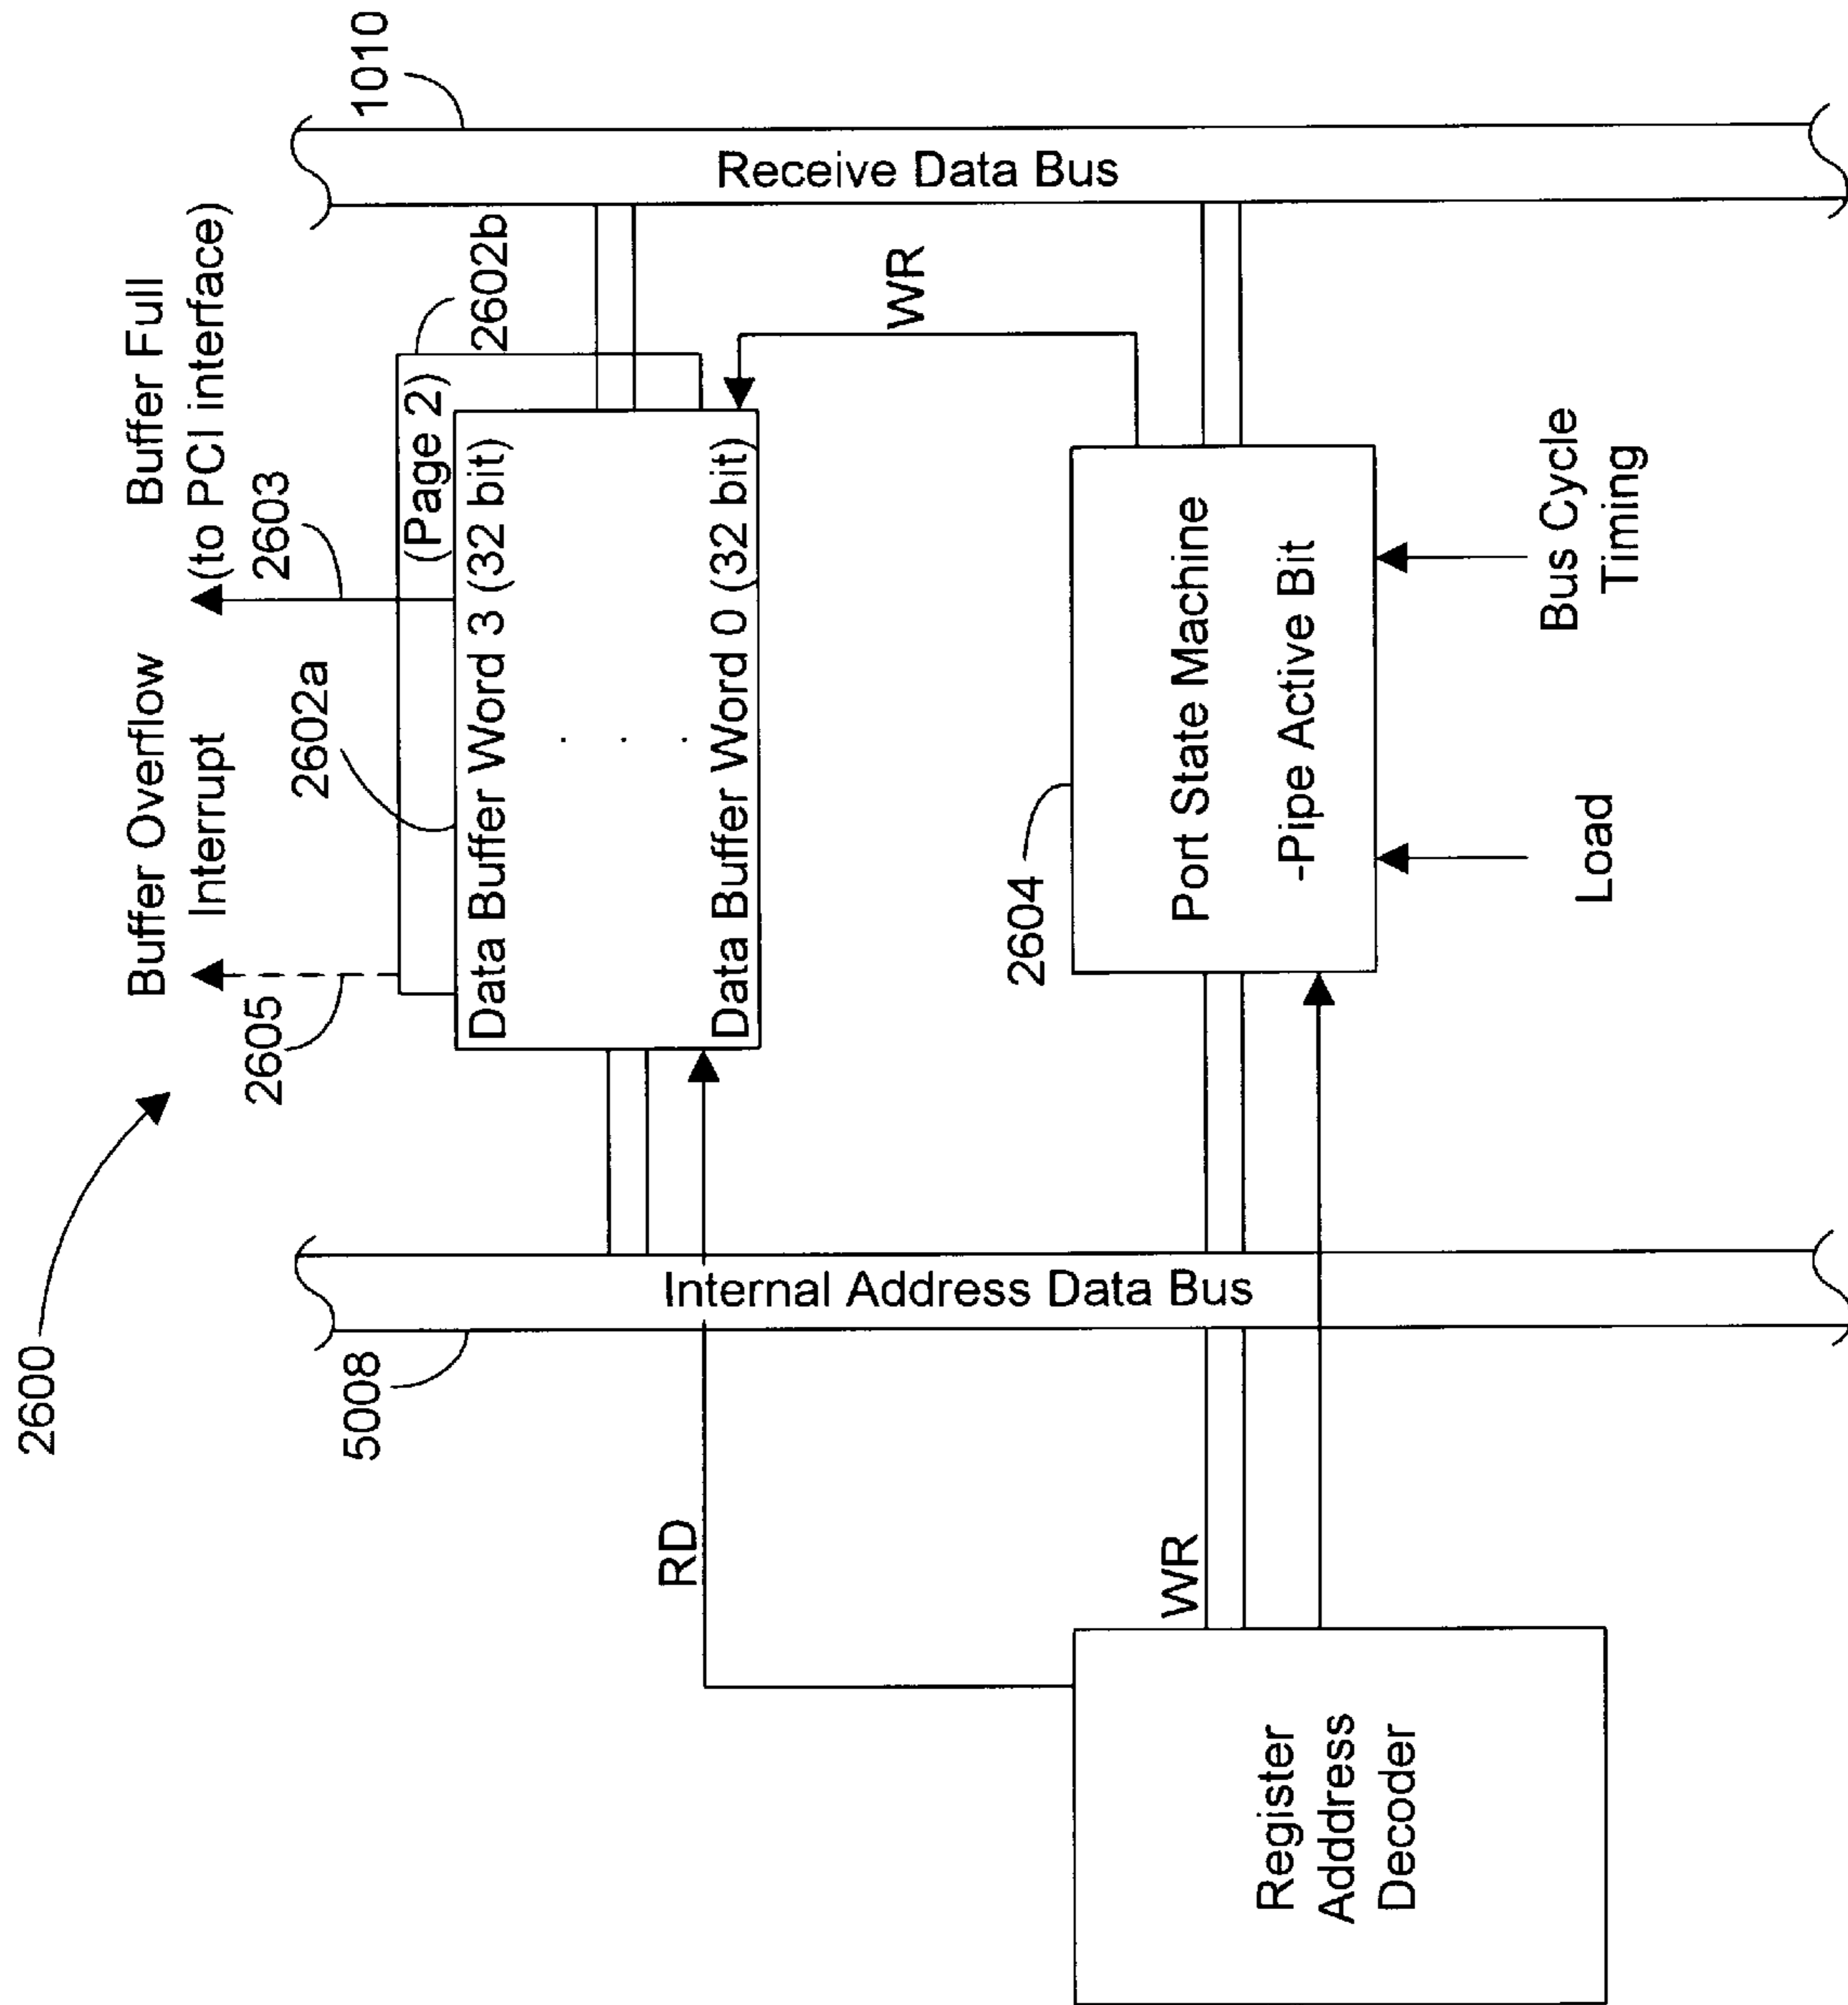 2600
Buffer Overflow
Interrupt
Buffer Full
(to PCI interface)
2605
2603
2602a
2602b
5008
1010
(Page 2)
Data Buffer Word 3 (32 bit)
. . .
Data Buffer Word 0 (32 bit)
RD
Internal Address Data Bus
Receive Data Bus
WR
2604
WR
Port State Machine
-Pipe Active Bit
Register
Adddress
Decoder
Load
Bus Cycle
Timing